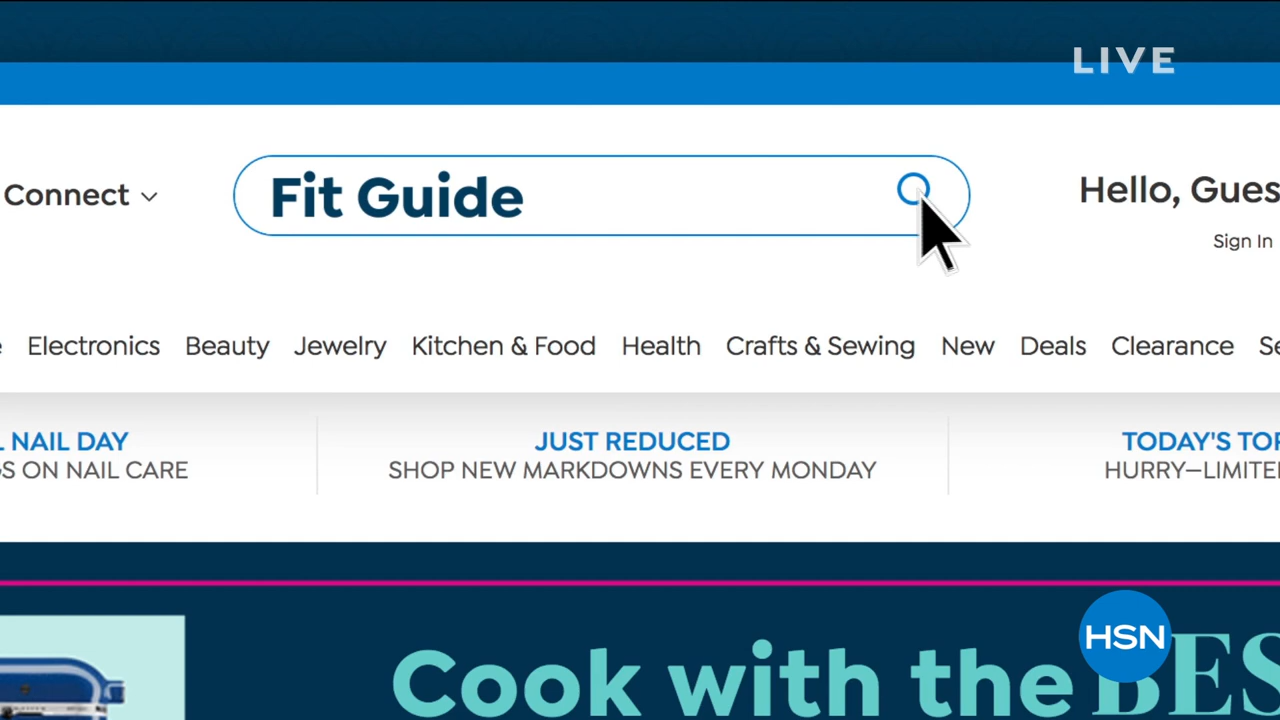 LIVE
Connect
Fit Guide
Hello, Gues
Sign In
e Electronics Beauty Jewelry Kitchen & Food Health Crafts & Sewing New Deals Clearance Se
L NAIL DAY
GS ON NAIL CARE
JUST REDUCED
SHOP NEW MARKDOWNS EVERY MONDAY
TODAY'S TOP
HURRY—LIMITE
Cook with the BES
HSN